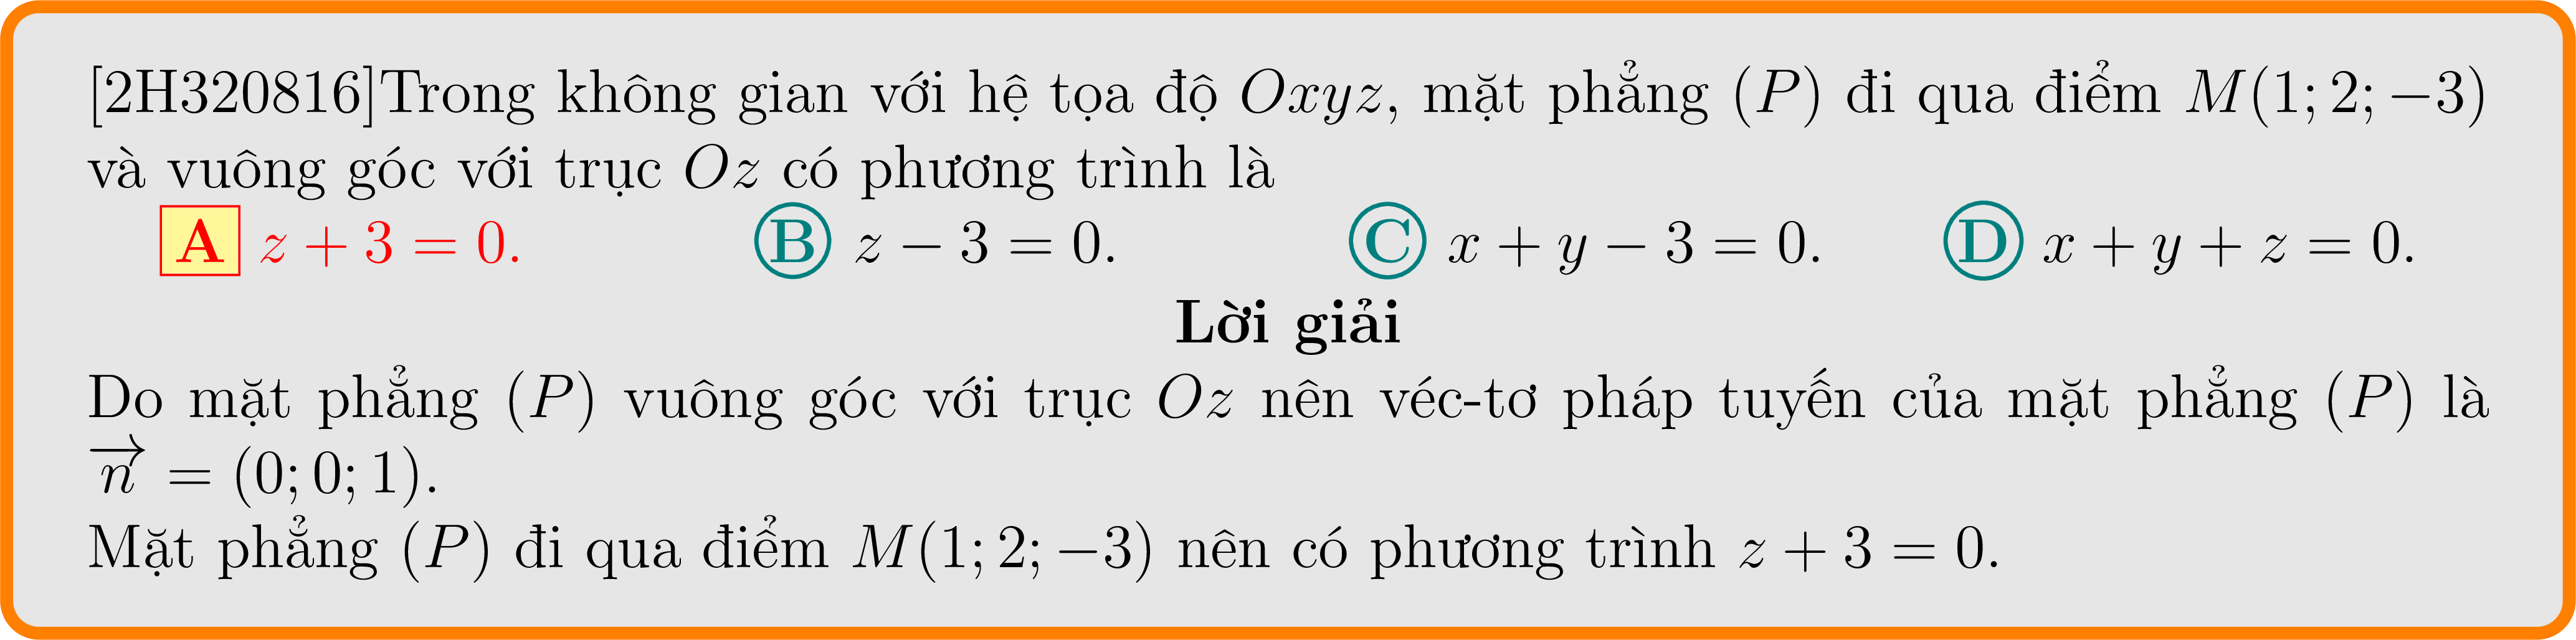 [2H320816]Trong không gian với hệ tọa độ Oxyz, mặt phẳng (P) đi qua điểm M(1; 2; −3)
và vuông góc với trục Oz có phương trình là
A z + 3 = 0. B z − 3 = 0. C x + y − 3 = 0. D x + y + z = 0.
Lời giải
Do mặt phẳng (P) vuông góc với trục Oz nên véc-tơ pháp tuyến của mặt phẳng (P) là
$\overrightarrow{n}$ = (0; 0; 1).
Mặt phẳng (P) đi qua điểm M(1; 2; −3) nên có phương trình z + 3 = 0.